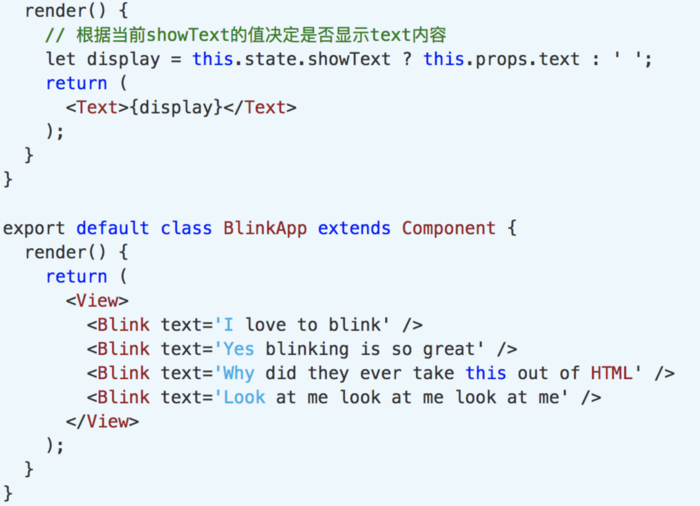 render() {
// 根据当前showText的值决定是否显示text内容
let display = this.state.showText ? this.props.text : ' ';
return (
<Text>{display}</Text>
);
}
}
export default class BlinkApp extends Component {
render() {
return (
<View>
<Blink text='I love to blink' />
<Blink text='Yes blinking is so great' />
<Blink text='Why did they ever take this out of HTML' />
<Blink text='Look at me look at me look at me' />
</View>
);
}
}